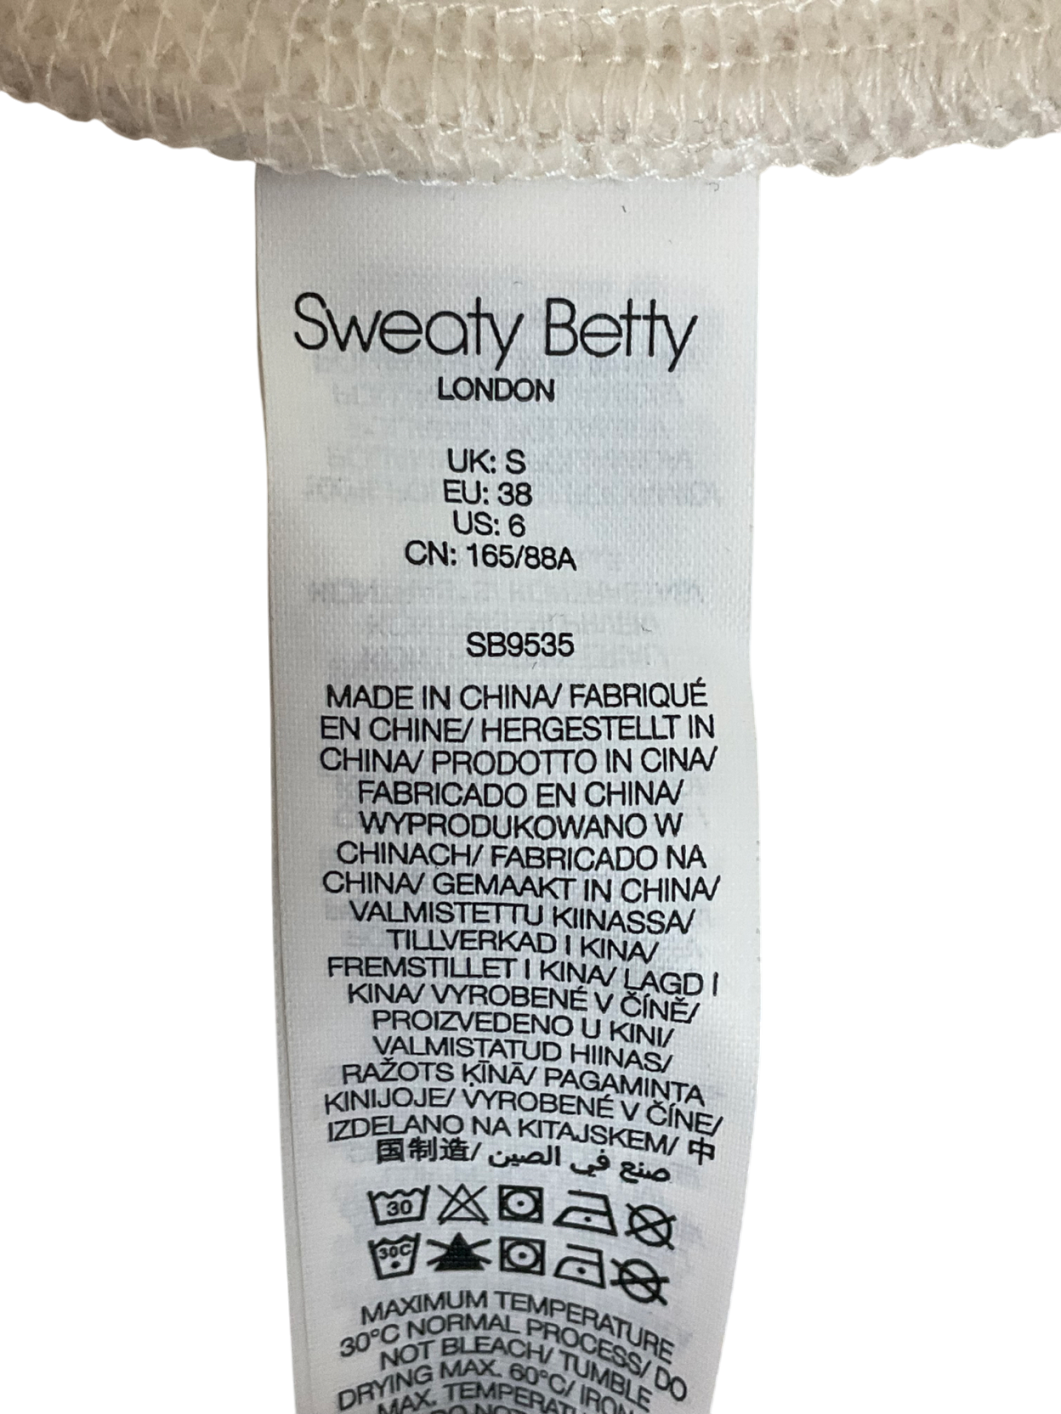 Sweaty Betty
LONDON
UK: S
EU: 38
US: 6
CN: 165/88A
SB9535
MADE IN CHINA/ FABRIQUÉ
EN CHINE/ HERGESTELLT IN
CHINA/ PRODOTTO IN CINA/
FABRICADO EN CHINA/
WYPRODUKOWANO W
CHINACH/ FABRICADO NA
CHINA/ GEMAAKT IN CHINA/
VALMISTETTU KIINASSA/
TILLVERKAD I KINA/
FREMSTILLET I KINA/ LAGD I
KINA/ VYROBENÉ V ČÍNĚ/
PROIZVEDENO U KINI/
VALMISTATUD HIINAS/
RAŽOTS ĶĪNĀ/ PAGAMINTA
KINIJOJE/ VYROBENÉ V ČÍNE/
IZDELANO NA KITAJSKEM/ 中
国制造/ صنع في الصين
30
30C
MAXIMUM TEMPERATURE
30°C NORMAL PROCESS/ DO
NOT BLEACH/ TUMBLE
DRYING MAX. 60°C/ IRON
MAX. TEMPERATU